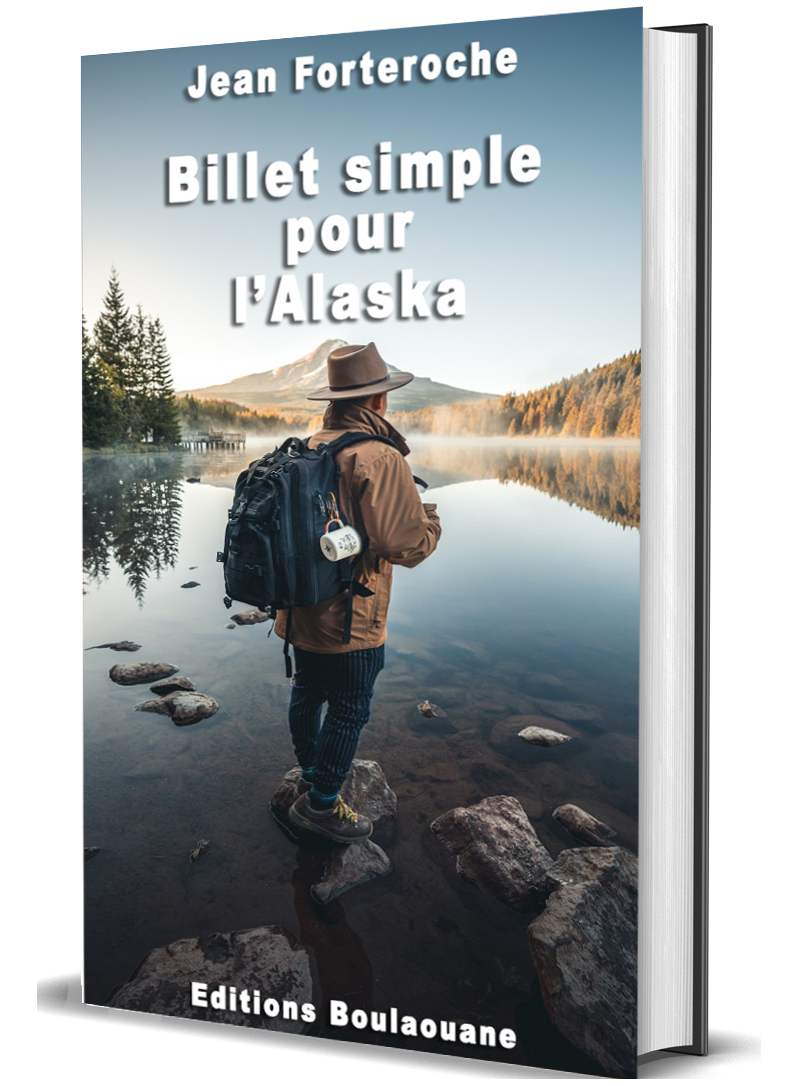 Jean Forteroche
Billet simple
pour
l’Alaska
Editions Boulaouane